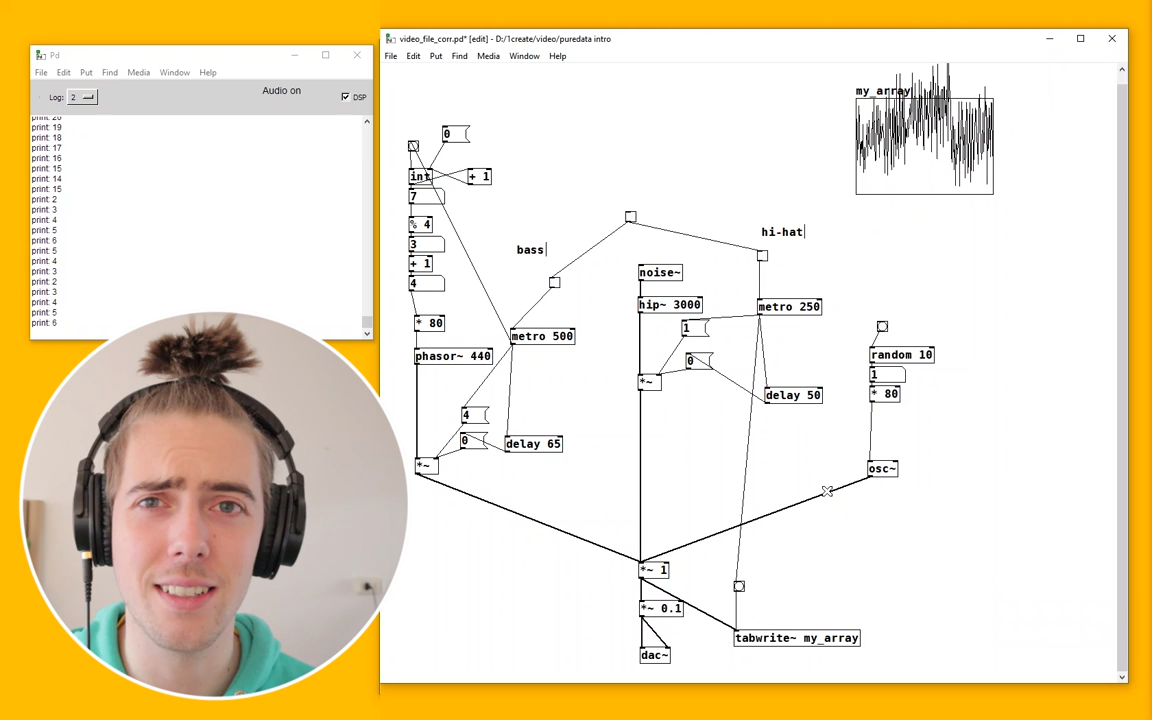 Pd
File Edit Put Find Media Window Help
Log: 2
Audio on
DSP
print: 20
print: 19
print: 18
print: 17
print: 16
print: 15
print: 14
print: 15
print: 2
print: 3
print: 4
print: 5
print: 6
print: 5
print: 4
print: 3
print: 2
print: 3
print: 4
print: 5
print: 6
video_file_corr.pd* [edit] - D:/1create/video/puredata intro
File Edit Put Find Media Window Help
my_array
0
int
+ 1
7
% 4
3
+ 1
4
* 80
phasor~ 440
bass
metro 500
4
0
delay 65
*~
hi-hat
noise~
hip~ 3000
metro 250
1
0
*~
delay 50
random 10
1
* 80
osc~
*~ 1
*~ 0.1
dac~
tabwrite~ my_array